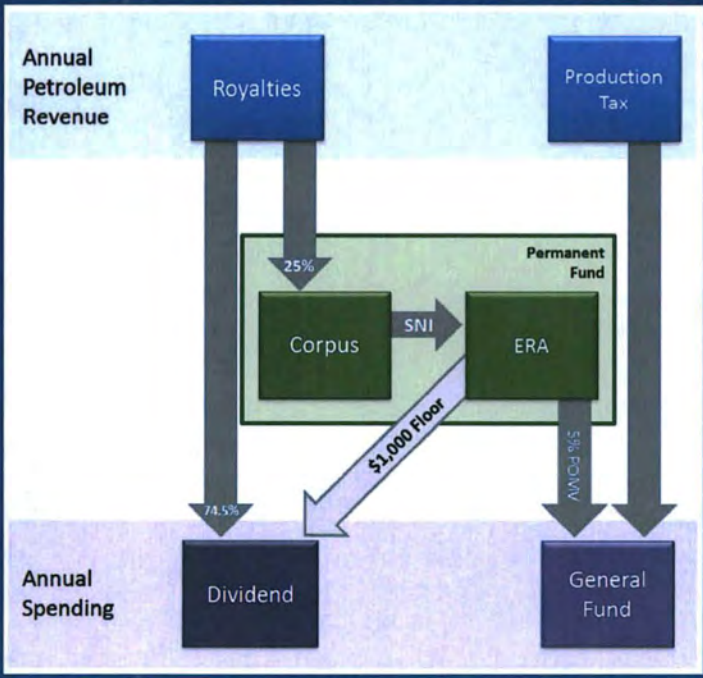 Annual
Petroleum
Revenue
Royalties
Production
Tax
25%
Permanent
Fund
Corpus
SNI
ERA
$1,000 Floor
5% POMV
74.5%
Annual
Spending
Dividend
General
Fund